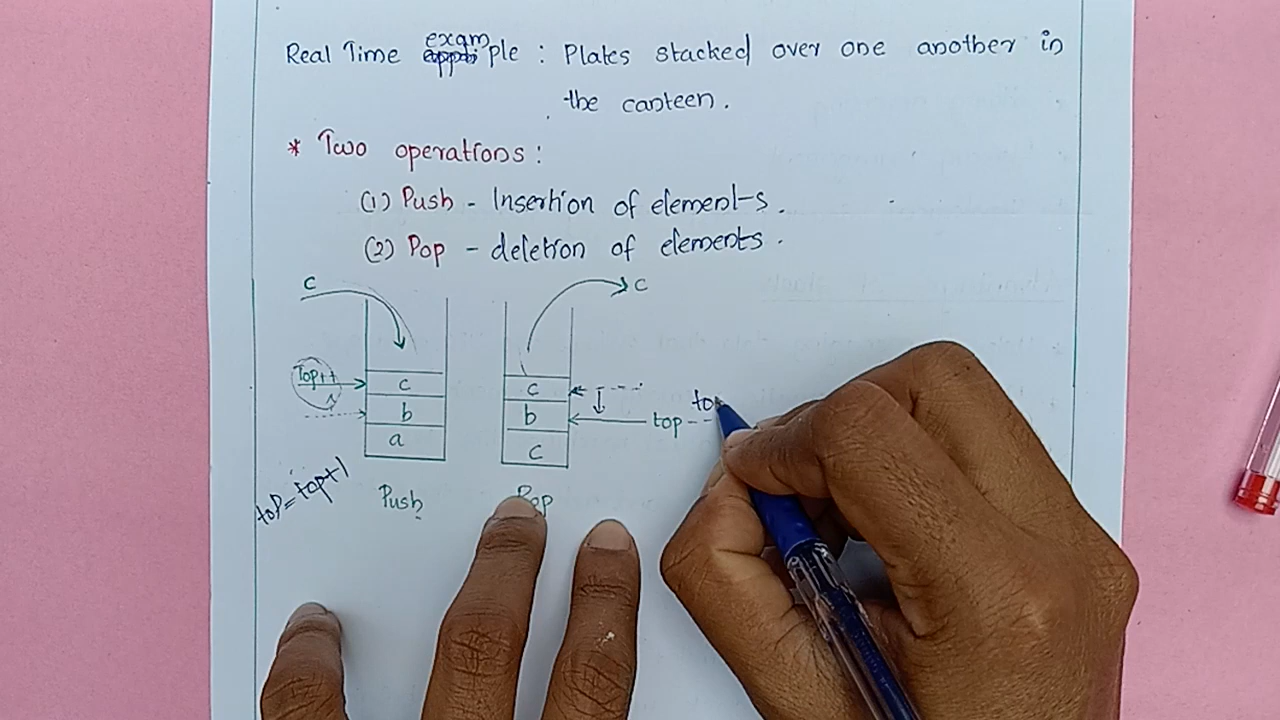 Real Time example : Plates stacked over one another in
the canteen.
* Two operations :
(1) Push - Insertion of elements.
(2) Pop - deletion of elements.
c
c
Top++
c
b
a
c
b
c
top --
to
top=top+1
Push
Pop